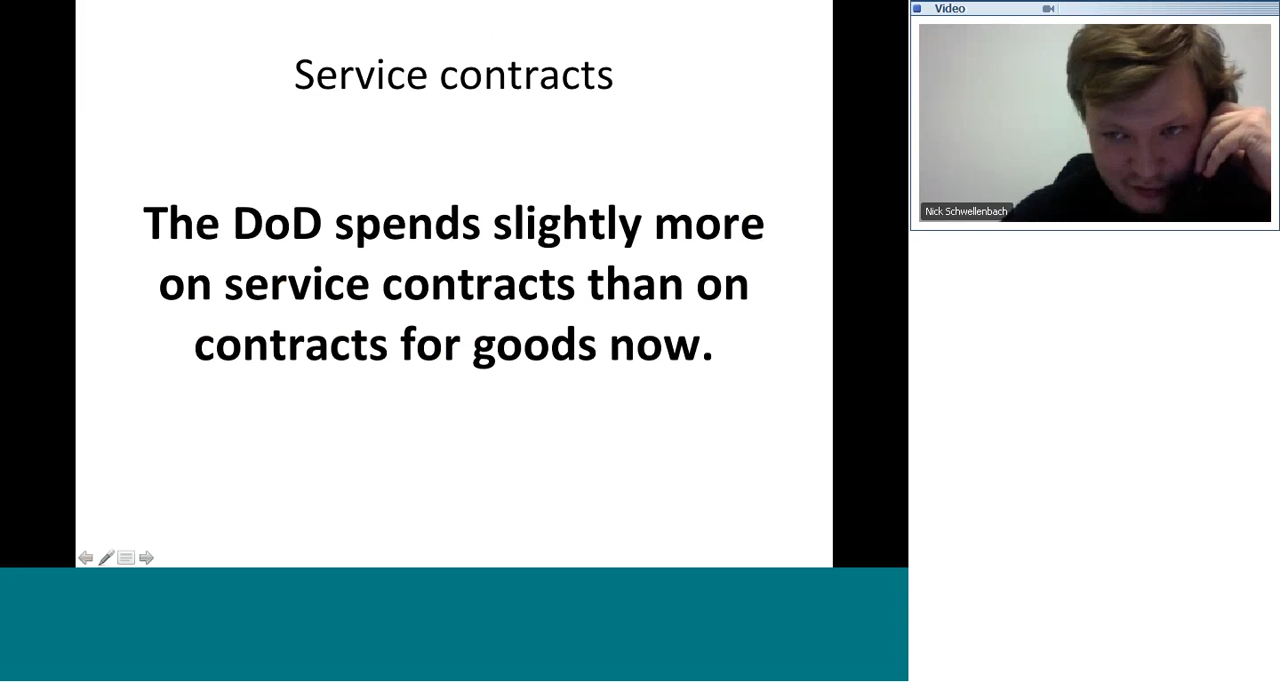 Service contracts
The DoD spends slightly more
on service contracts than on
contracts for goods now.
Video
Nick Schwellenbach